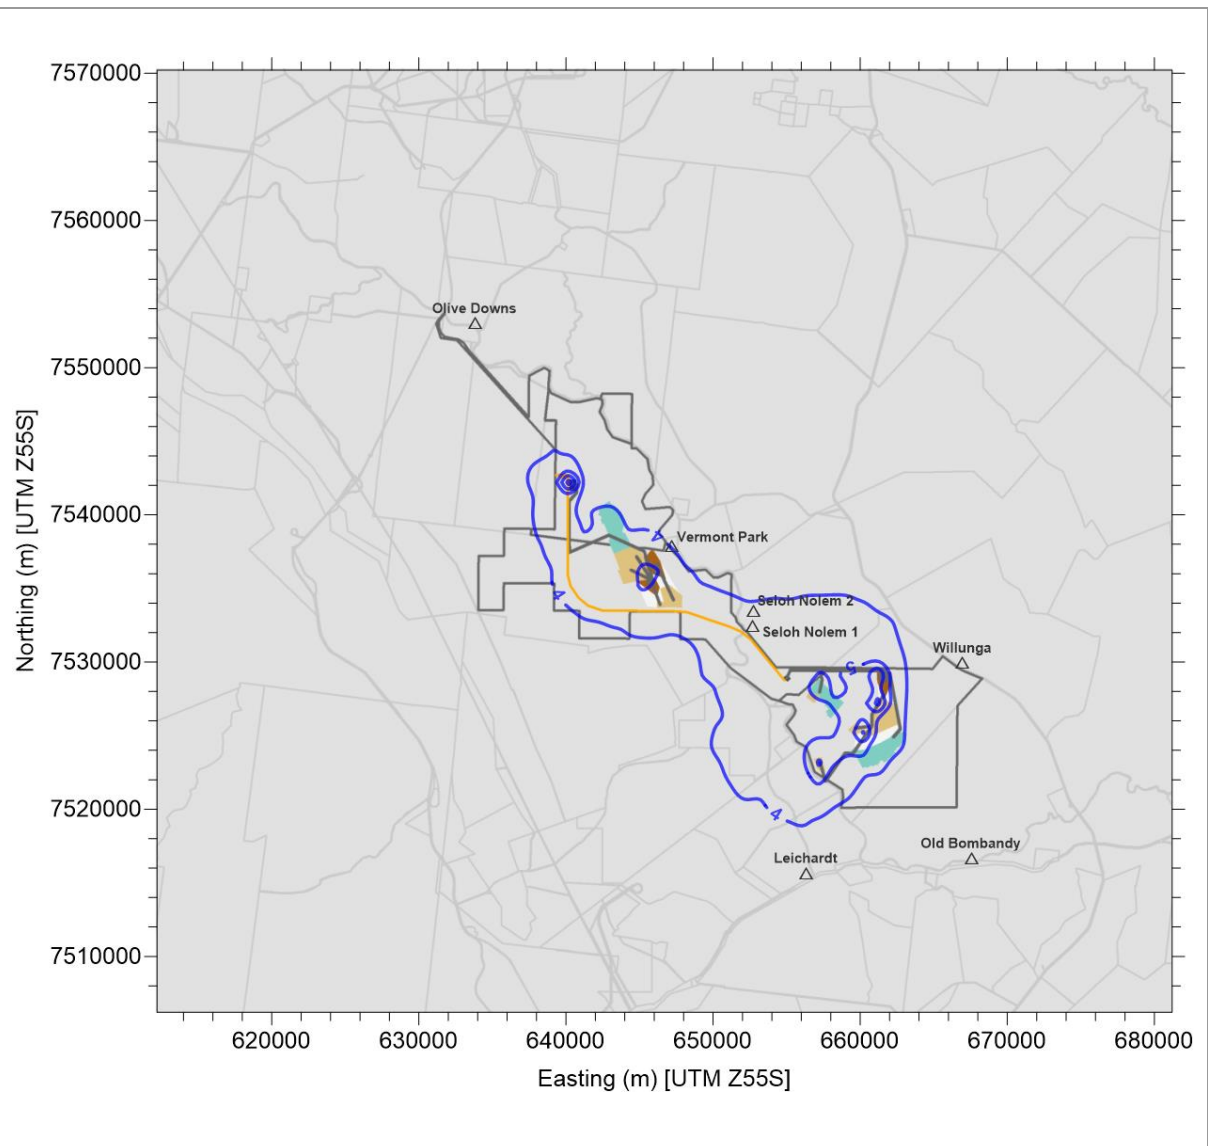 7570000
7560000
Olive Downs
7550000
7540000
4
Vermont Park
4
Seloh Nolem 2
Seloh Nolem 1
7530000
Willunga
5
7520000
4
Old Bombandy
Leichardt
7510000
Northing (m) [UTM Z55S]
620000 630000 640000 650000 660000 670000 680000
Easting (m) [UTM Z55S]